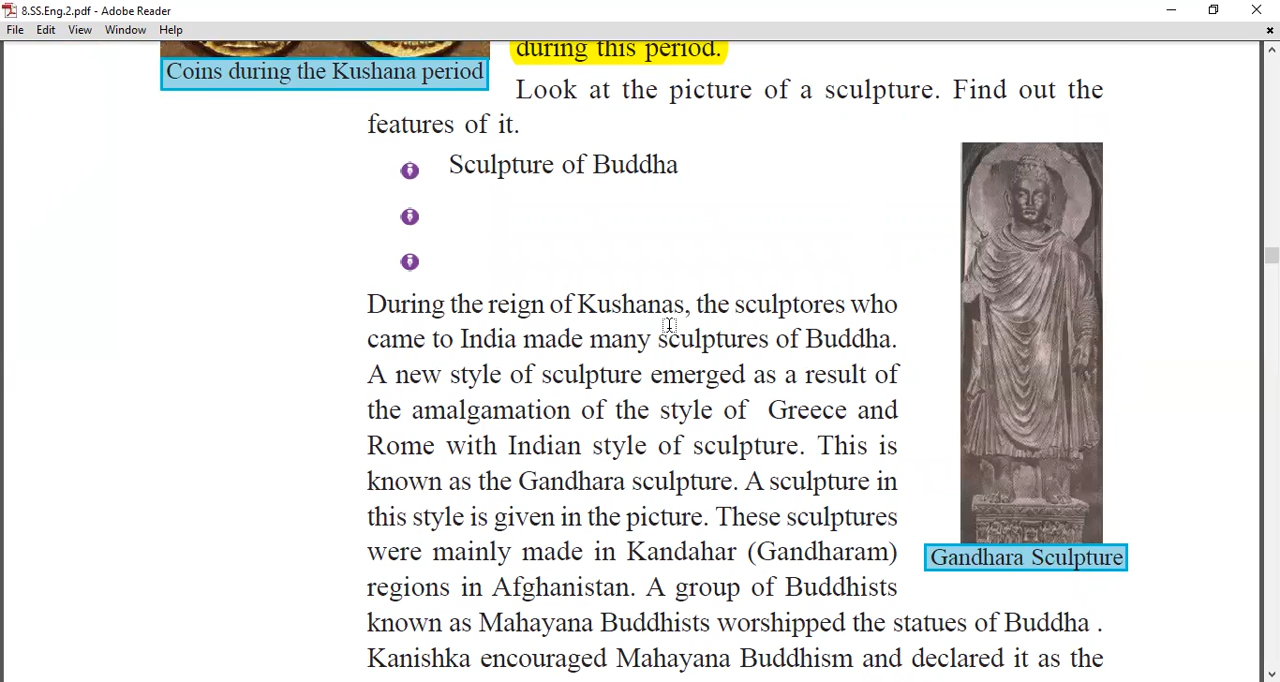 8.SS.Eng.2.pdf - Adobe Reader
File Edit View Window Help
during this period.
Coins during the Kushana period
Look at the picture of a sculpture. Find out the
features of it.
Sculpture of Buddha
During the reign of Kushanas, the sculptores who
came to India made many sculptures of Buddha.
A new style of sculpture emerged as a result of
the amalgamation of the style of Greece and
Rome with Indian style of sculpture. This is
known as the Gandhara sculpture. A sculpture in
this style is given in the picture. These sculptures
were mainly made in Kandahar (Gandharam)
regions in Afghanistan. A group of Buddhists
known as Mahayana Buddhists worshipped the statues of Buddha .
Kanishka encouraged Mahayana Buddhism and declared it as the
Gandhara Sculpture